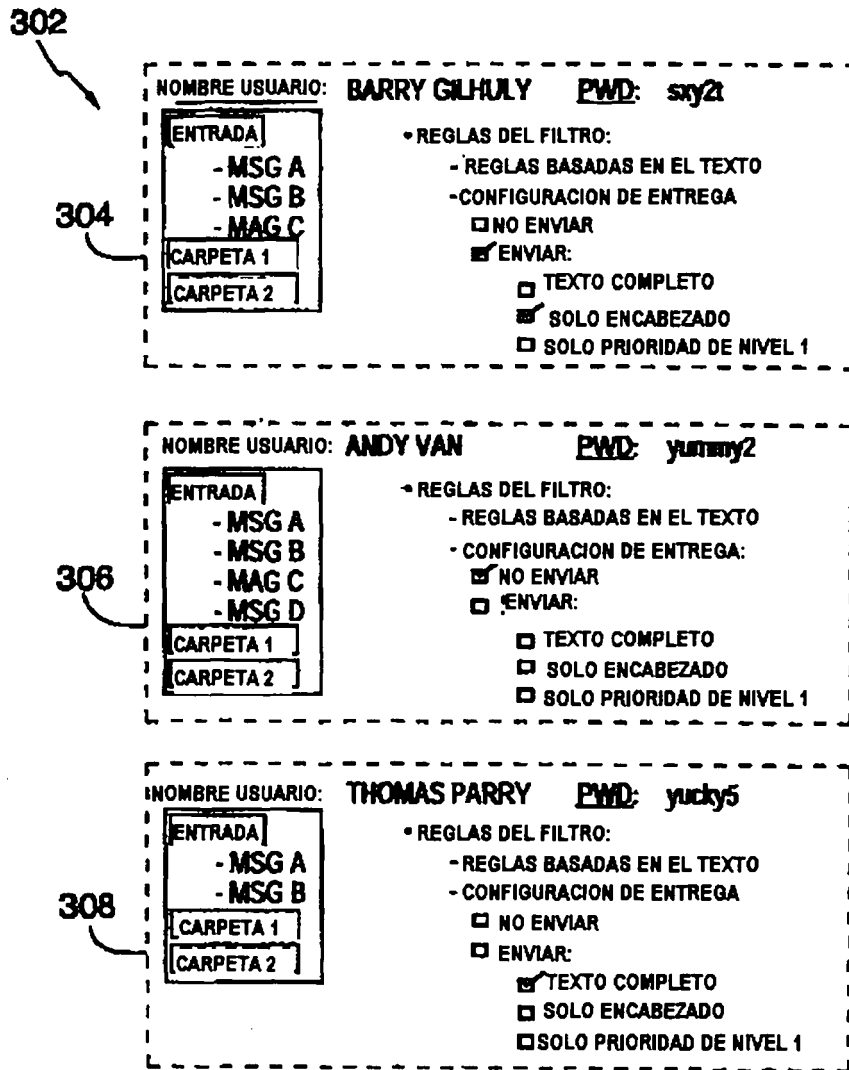 302
NOMBRE USUARIO: BARRY GILHULY PWD: sxy2t
ENTRADA
- MSG A
- MSG B
- MAG C
CARPETA 1
CARPETA 2
304
• REGLAS DEL FILTRO:
- REGLAS BASADAS EN EL TEXTO
-CONFIGURACION DE ENTREGA
NO ENVIAR
ENVIAR:
TEXTO COMPLETO
SOLO ENCABEZADO
SOLO PRIORIDAD DE NIVEL 1
NOMBRE USUARIO: ANDY VAN PWD: yummy2
ENTRADA
- MSG A
- MSG B
- MAG C
- MSG D
CARPETA 1
CARPETA 2
306
• REGLAS DEL FILTRO:
- REGLAS BASADAS EN EL TEXTO
- CONFIGURACION DE ENTREGA:
NO ENVIAR
ENVIAR:
TEXTO COMPLETO
SOLO ENCABEZADO
SOLO PRIORIDAD DE NIVEL 1
NOMBRE USUARIO: THOMAS PARRY PWD: yucky5
ENTRADA
- MSG A
- MSG B
CARPETA 1
CARPETA 2
308
• REGLAS DEL FILTRO:
- REGLAS BASADAS EN EL TEXTO
- CONFIGURACION DE ENTREGA
NO ENVIAR
ENVIAR:
TEXTO COMPLETO
SOLO ENCABEZADO
SOLO PRIORIDAD DE NIVEL 1